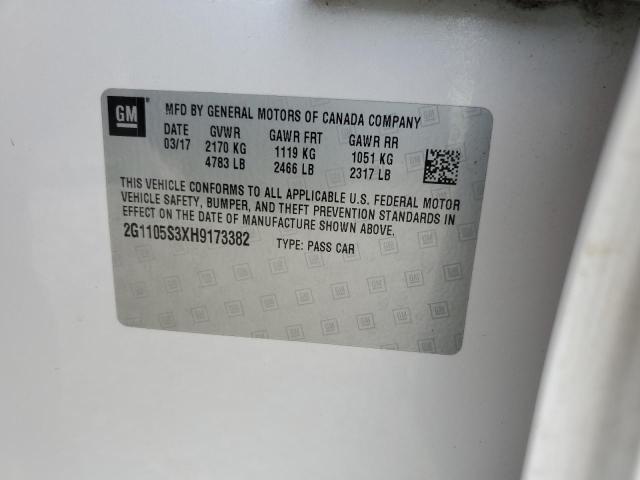 GM MFD BY GENERAL MOTORS OF CANADA COMPANY
DATE GVWR GAWR FRT GAWR RR
03/17 2170 KG 1119 KG 1051 KG
4783 LB 2466 LB 2317 LB
THIS VEHICLE CONFORMS TO ALL APPLICABLE U.S. FEDERAL MOTOR
VEHICLE SAFETY, BUMPER, AND THEFT PREVENTION STANDARDS IN
EFFECT ON THE DATE OF MANUFACTURE SHOWN ABOVE.
2G1105S3XH9173382 TYPE: PASS CAR